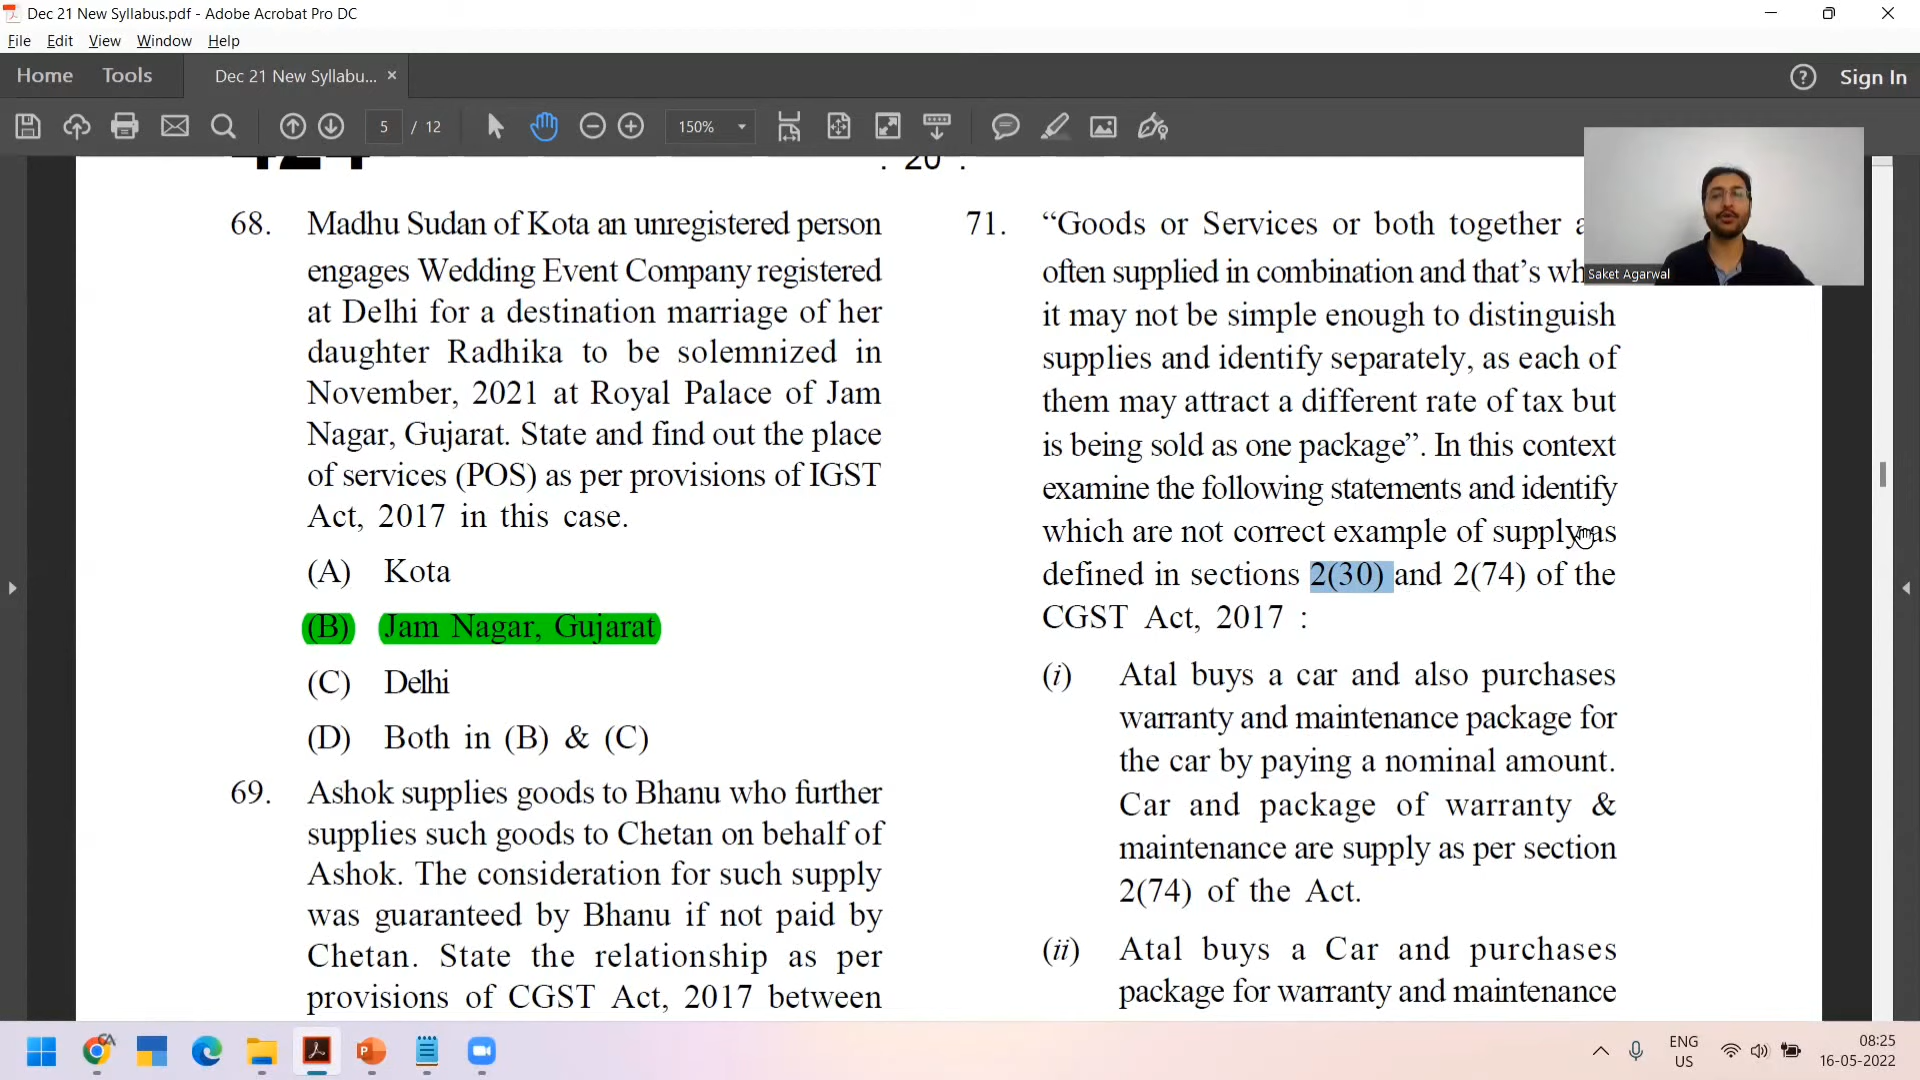 Dec 21 New Syllabus.pdf - Adobe Acrobat Pro DC
File Edit View Window Help
Home Tools Dec 21 New Syllabu... × ? Sign In
5 / 12 150%
424 : 20 :
68. Madhu Sudan of Kota an unregistered person
engages Wedding Event Company registered
at Delhi for a destination marriage of her
daughter Radhika to be solemnized in
November, 2021 at Royal Palace of Jam
Nagar, Gujarat. State and find out the place
of services (POS) as per provisions of IGST
Act, 2017 in this case.
(A) Kota
(B) Jam Nagar, Gujarat
(C) Delhi
(D) Both in (B) & (C)
69. Ashok supplies goods to Bhanu who further
supplies such goods to Chetan on behalf of
Ashok. The consideration for such supply
was guaranteed by Bhanu if not paid by
Chetan. State the relationship as per
provisions of CGST Act, 2017 between
71. “Goods or Services or both together
often supplied in combination and that’s
it may not be simple enough to distinguish
supplies and identify separately, as each of
them may attract a different rate of tax but
is being sold as one package”. In this context
examine the following statements and identify
which are not correct example of supply as
defined in sections 2(30) and 2(74) of the
CGST Act, 2017 :
(i) Atal buys a car and also purchases
warranty and maintenance package for
the car by paying a nominal amount.
Car and package of warranty &
maintenance are supply as per section
2(74) of the Act.
(ii) Atal buys a Car and purchases
package for warranty and maintenance
Saket Agarwal
ENG
US
08:25
16-05-2022